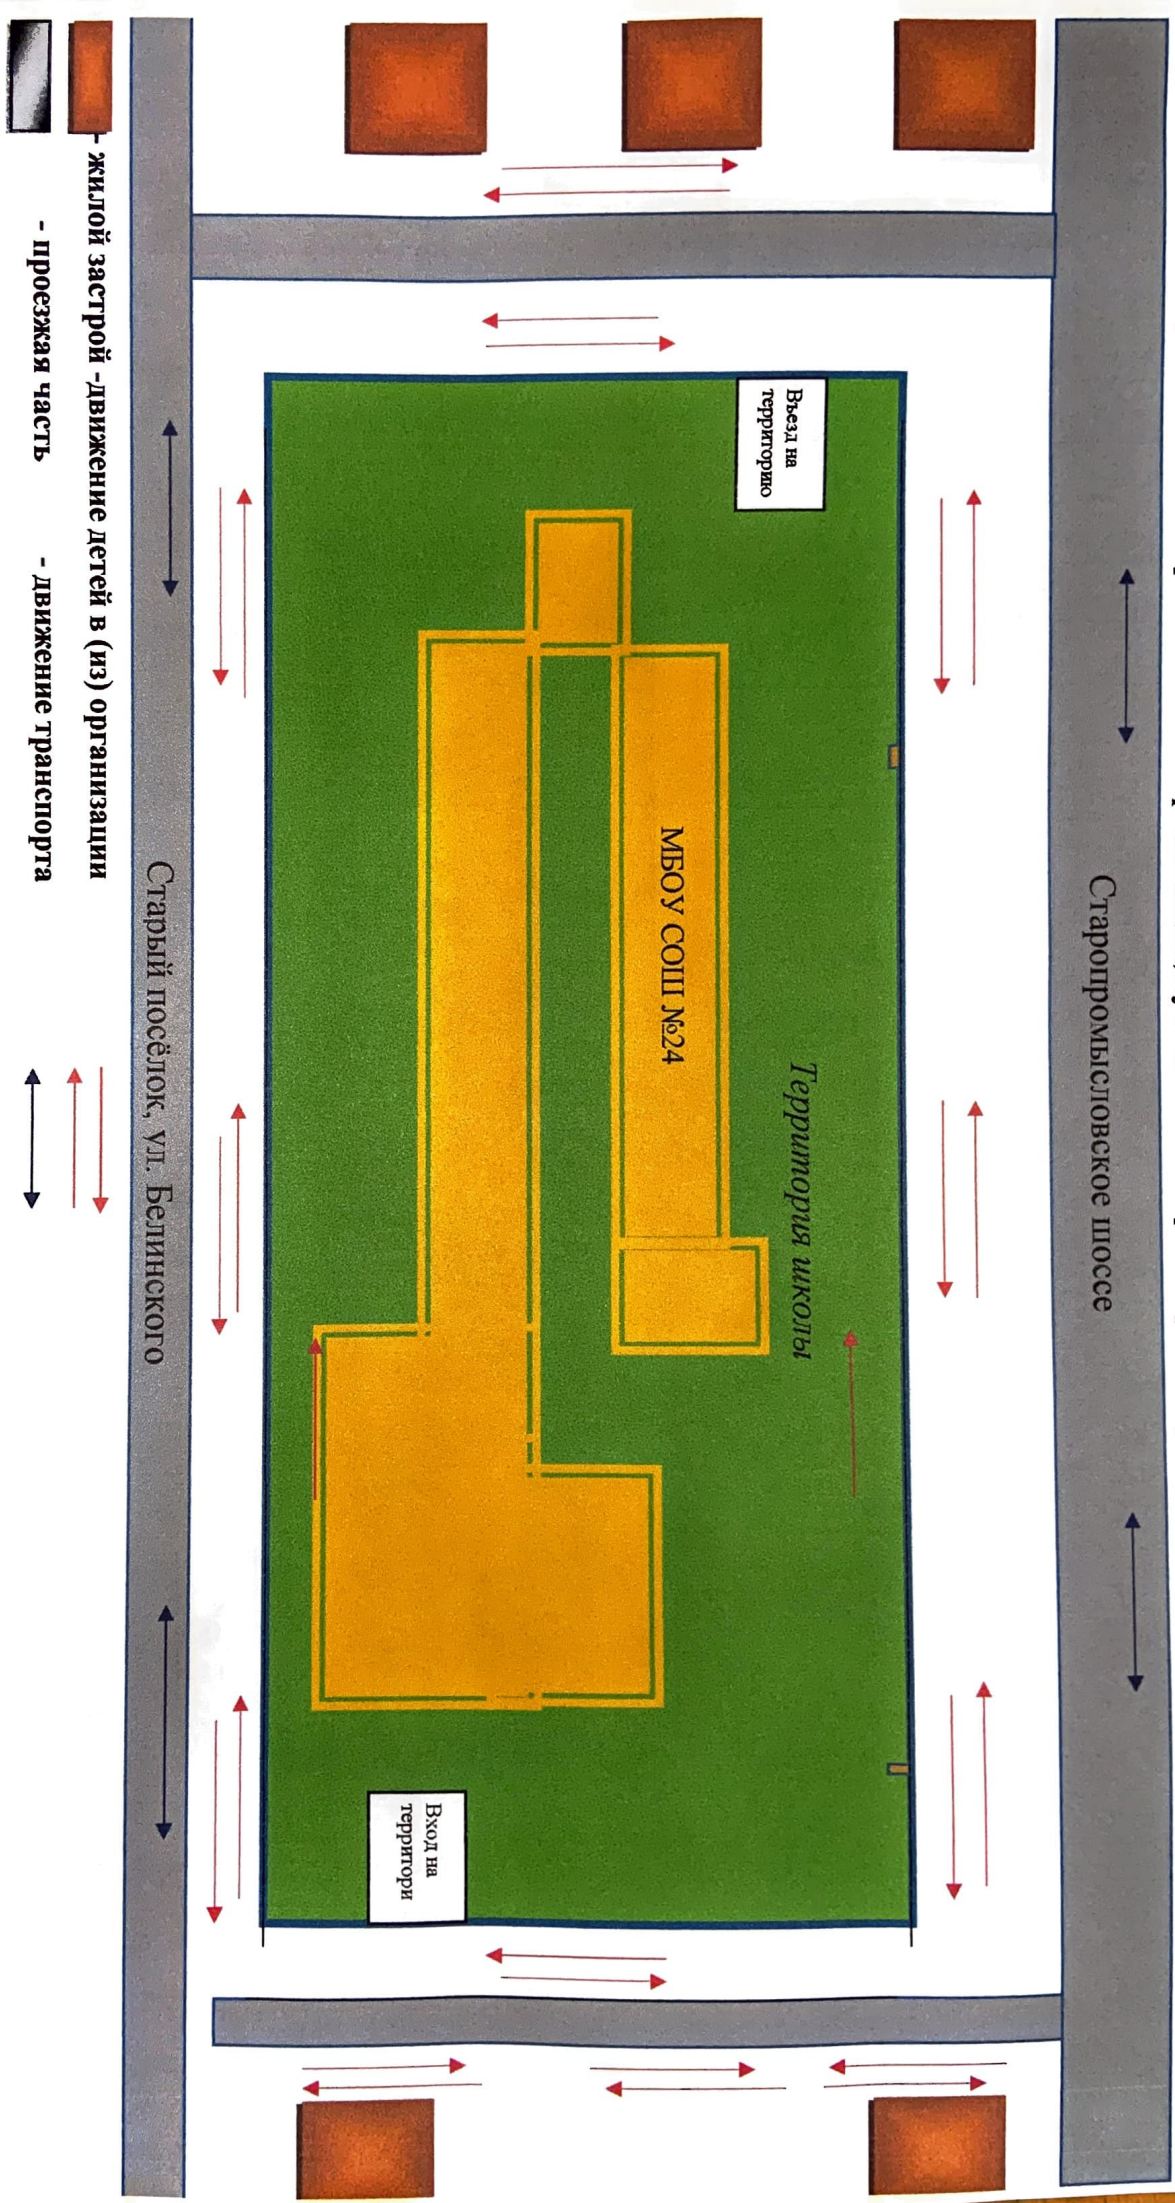 Старопромысловское шоссе
Въезд на
территорию
Территория школы
МБОУ СОШ №24
Вход на
территори
Старый посёлок, ул. Белинского
- жилой застрой -движение детей в (из) организации
- проезжая часть - движение транспорта